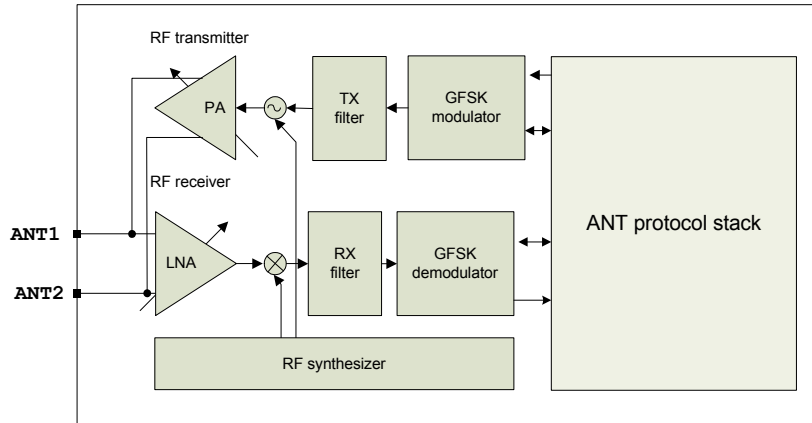 RF transmitter
PA
TX
filter
GFSK
modulator
ANT protocol stack
RF receiver
ANT1
LNA
RX
filter
GFSK
demodulator
ANT2
RF synthesizer